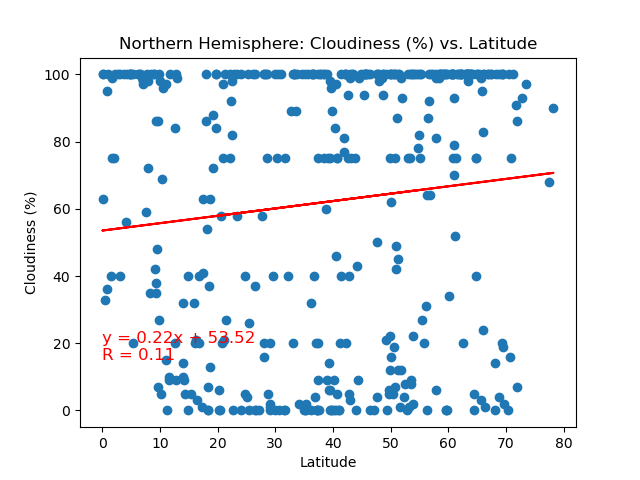 Northern Hemisphere: Cloudiness (%) vs. Latitude
100
80
60
40
20
0
Cloudiness (%)
y = 0.22x + 53.52
R = 0.11
0 10 20 30 40 50 60 70 80
Latitude